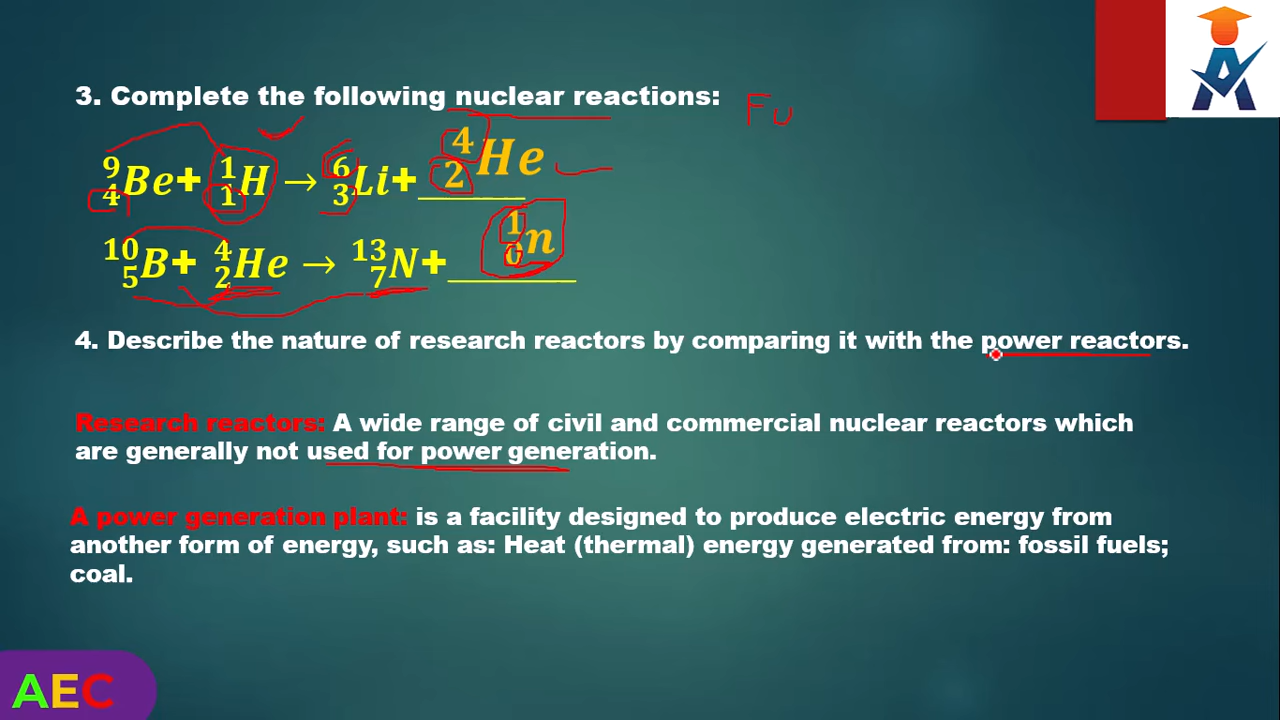 3. Complete the following nuclear reactions: Fu
⁹₄Be+ ¹₁H → ⁶₃Li+ ⁴₂He
¹⁰₅B+ ⁴₂He → ¹³₇N+ ¹₀n
4. Describe the nature of research reactors by comparing it with the power reactors.
Research reactors: A wide range of civil and commercial nuclear reactors which
are generally not used for power generation.
A power generation plant: is a facility designed to produce electric energy from
another form of energy, such as: Heat (thermal) energy generated from: fossil fuels;
coal.
AEC